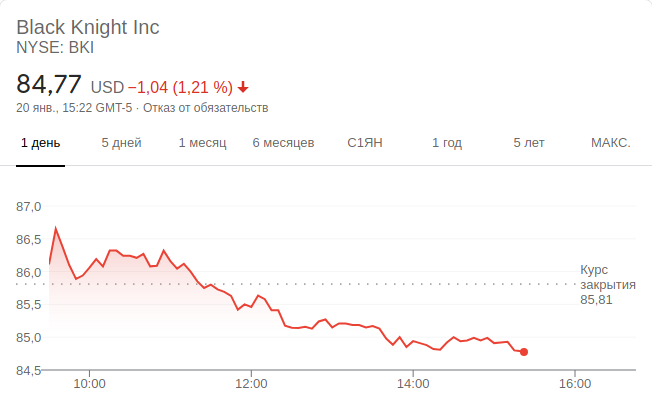 Black Knight Inc
NYSE: BKI
84,77 USD −1,04 (1,21 %)
20 янв., 15:22 GMT-5 · Отказ от обязательств
1 день 5 дней 1 месяц 6 месяцев С1ЯН 1 год 5 лет МАКС.
87,0
86,5
86,0
85,5
85,0
84,5
Курс
закрытия
85,81
10:00 12:00 14:00 16:00